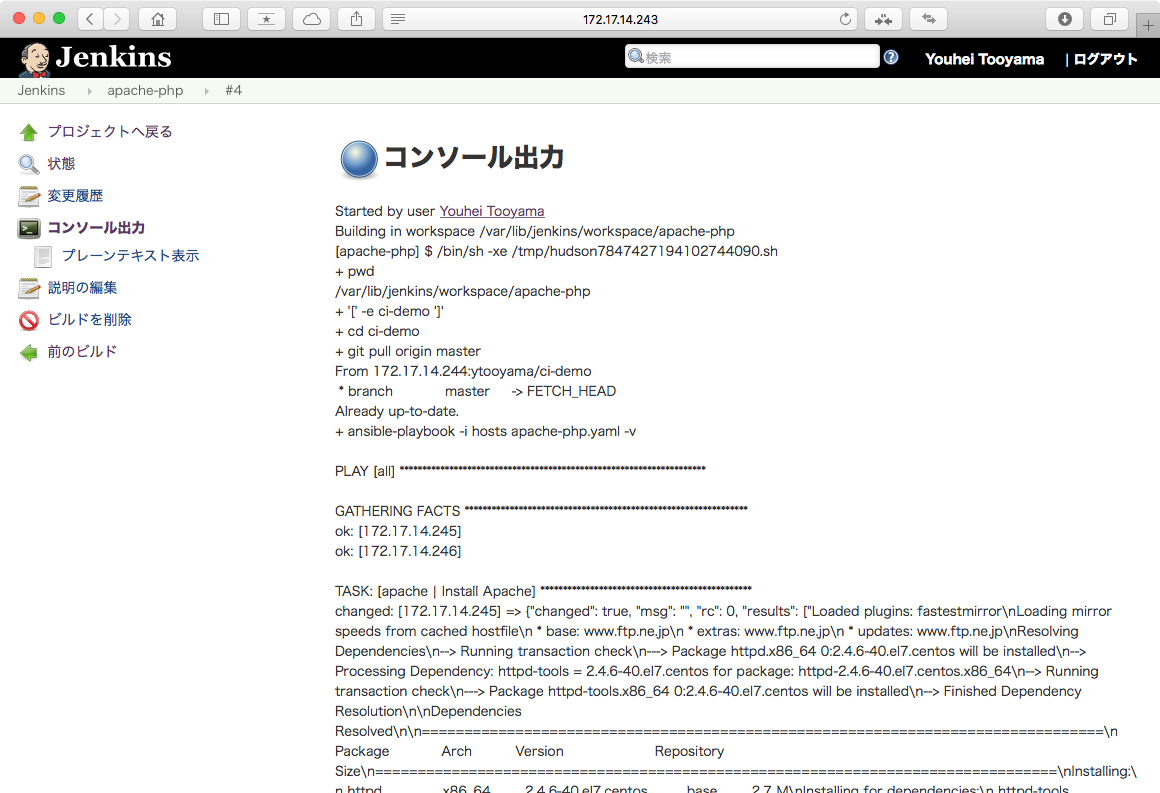 172.17.14.243
Jenkins
検索
Youhei Tooyama
| ログアウト
Jenkins
apache-php
#4
プロジェクトへ戻る
状態
変更履歴
コンソール出力
プレーンテキスト表示
説明の編集
ビルドを削除
前のビルド
コンソール出力
Started by user Youhei Tooyama
Building in workspace /var/lib/jenkins/workspace/apache-php
[apache-php] $ /bin/sh -xe /tmp/hudson7847427194102744090.sh
+ pwd
/var/lib/jenkins/workspace/apache-php
+ '[' -e ci-demo ']'
+ cd ci-demo
+ git pull origin master
From 172.17.14.244:ytooyama/ci-demo
* branch master -> FETCH_HEAD
Already up-to-date.
+ ansible-playbook -i hosts apache-php.yaml -v
PLAY [all] ********************************************************************
GATHERING FACTS ***************************************************************
ok: [172.17.14.245]
ok: [172.17.14.246]
TASK: [apache | Install Apache] ***********************************************
changed: [172.17.14.245] => {"changed": true, "msg": "", "rc": 0, "results": ["Loaded plugins: fastestmirror\nLoading mirror
speeds from cached hostfile\n * base: www.ftp.ne.jp\n * extras: www.ftp.ne.jp\n * updates: www.ftp.ne.jp\nResolving
Dependencies\n--> Running transaction check\n---> Package httpd.x86_64 0:2.4.6-40.el7.centos will be installed\n-->
Processing Dependency: httpd-tools = 2.4.6-40.el7.centos for package: httpd-2.4.6-40.el7.centos.x86_64\n--> Running
transaction check\n---> Package httpd-tools.x86_64 0:2.4.6-40.el7.centos will be installed\n--> Finished Dependency
Resolution\n\nDependencies
Resolved\n\n================================================================================\n
Package Arch Version Repository
Size\n================================================================================\nInstalling:\
n httpd x86_64 2.4.6-40.el7.centos base 2.7 M\nInstalling for dependencies:\n httpd-tools